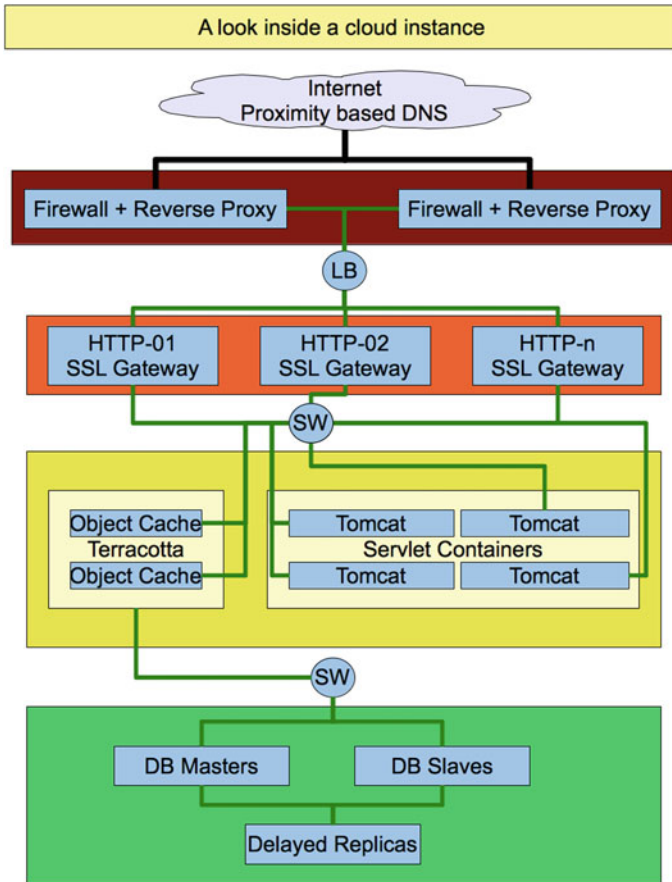 A look inside a cloud instance
Internet
Proximity based DNS
Firewall + Reverse Proxy
Firewall + Reverse Proxy
LB
HTTP-01
SSL Gateway
HTTP-02
SSL Gateway
HTTP-n
SSL Gateway
SW
Object Cache
Terracotta
Object Cache
Tomcat
Tomcat
Servlet Containers
Tomcat
Tomcat
SW
DB Masters
DB Slaves
Delayed Replicas